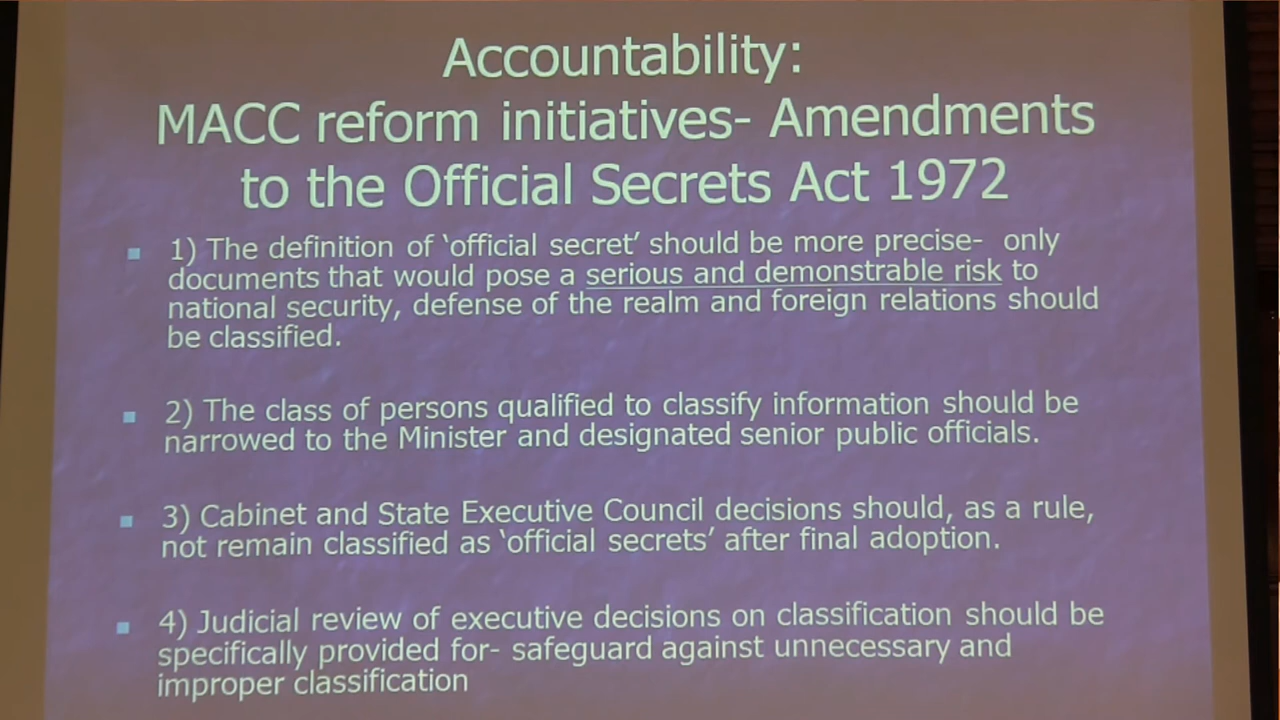 Accountability:
MACC reform initiatives- Amendments
to the Official Secrets Act 1972
1) The definition of ‘official secret’ should be more precise- only
documents that would pose a serious and demonstrable risk to
national security, defense of the realm and foreign relations should
be classified.
2) The class of persons qualified to classify information should be
narrowed to the Minister and designated senior public officials.
3) Cabinet and State Executive Council decisions should, as a rule,
not remain classified as ‘official secrets’ after final adoption.
4) Judicial review of executive decisions on classification should be
specifically provided for- safeguard against unnecessary and
improper classification